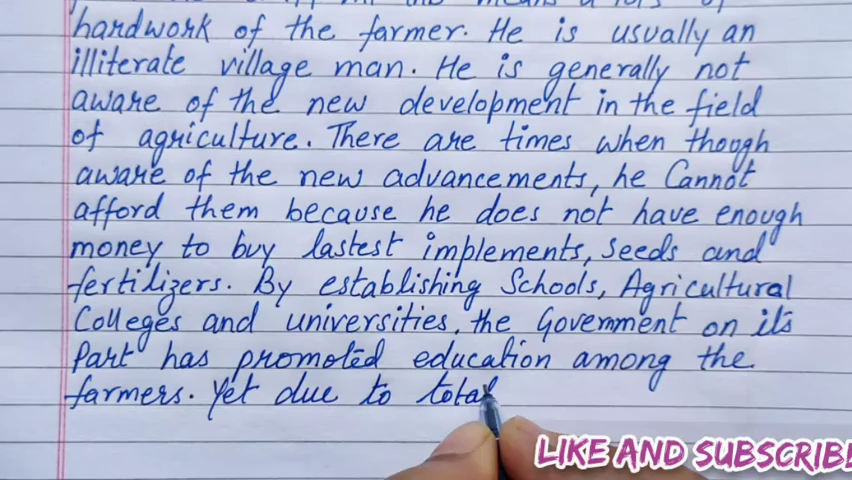 means a lots of
hardwork of the farmer. He is usually an
illiterate village man. He is generally not
aware of the new development in the field
of agriculture. There are times when though
aware of the new advancements, he Cannot
afford them because he does not have enough
money to buy lastest implements, seeds and
fertilizers. By establishing Schools, Agricultural
Colleges and universities, the Government on its
Part has promoted education among the
farmers. Yet due to total
LIKE AND SUBSCRIBE